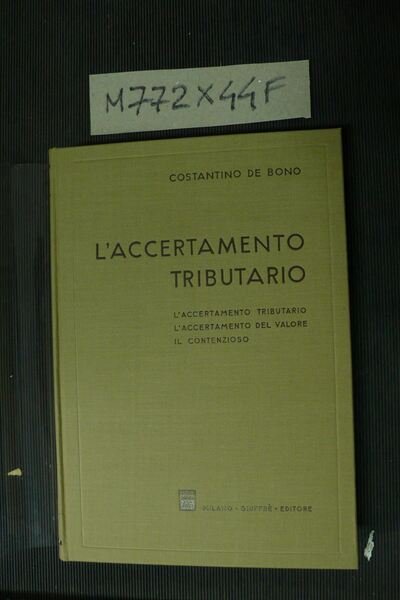 M772X44F
COSTANTINO DE BONO
L'ACCERTAMENTO
TRIBUTARIO
L'ACCERTAMENTO TRIBUTARIO
L'ACCERTAMENTO DEL VALORE
IL CONTENZIOSO
MILANO - GIUFFRÈ - EDITORE